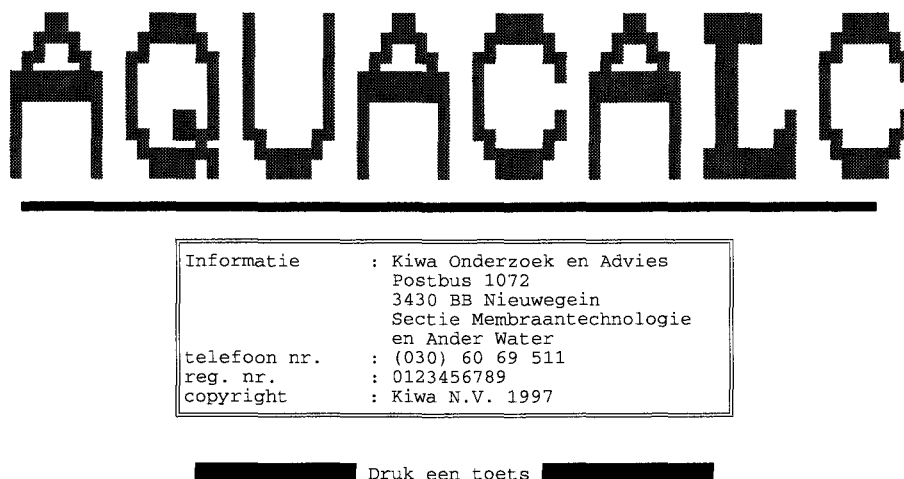 AQUACALC
Informatie : Kiwa Onderzoek en Advies
Postbus 1072
3430 BB Nieuwegein
Sectie Membraantechnologie
en Ander Water
telefoon nr. : (030) 60 69 511
reg. nr. : 0123456789
copyright : Kiwa N.V. 1997
Druk een toets